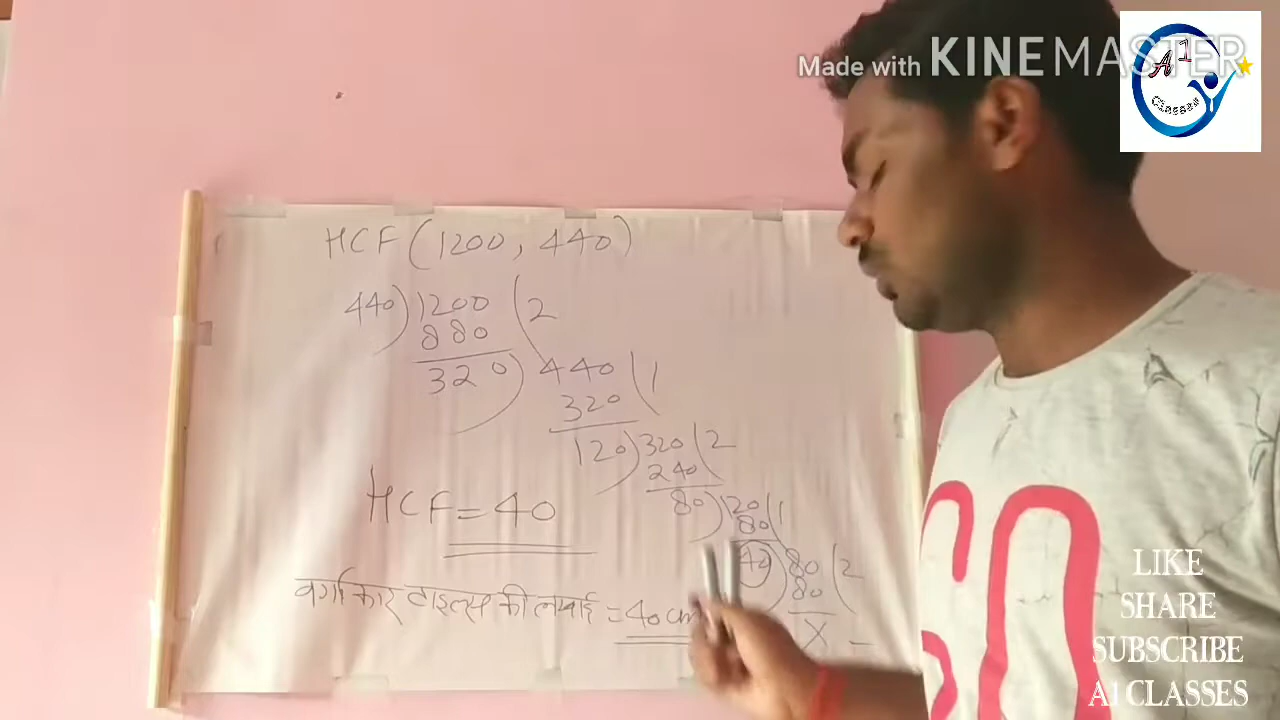 Made with KINEMASTER
A1
Classes
HCF (1200, 440)
440) 1200 (2
880
320) 440 (1
320
120) 320 (2
240
80) 120 (1
80
40) 80 (2
80
X
HCF = 40
वर्गाकार टाइल्स की लम्बाई = 40 cm
60
LIKE
SHARE
SUBSCRIBE
A1 CLASSES